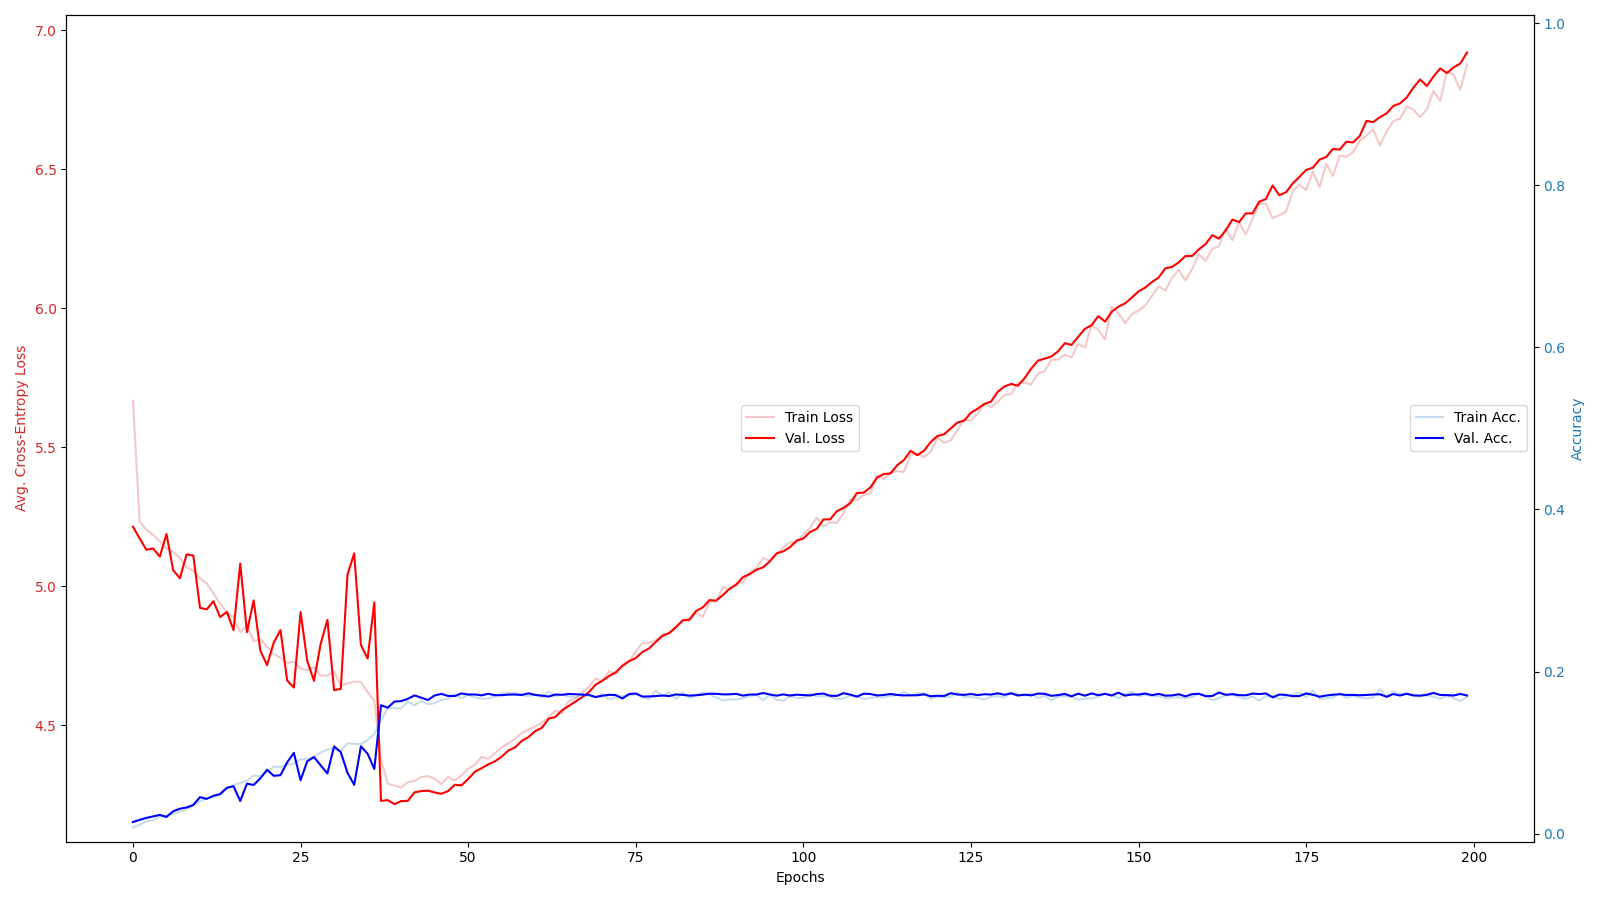 7.0
6.5
6.0
5.5
5.0
4.5
Avg. Cross-Entropy Loss
Train Loss
Val. Loss
Train Acc.
Val. Acc.
1.0
0.8
0.6
0.4
0.2
0.0
Accuracy
0 25 50 75 100 125 150 175 200
Epochs